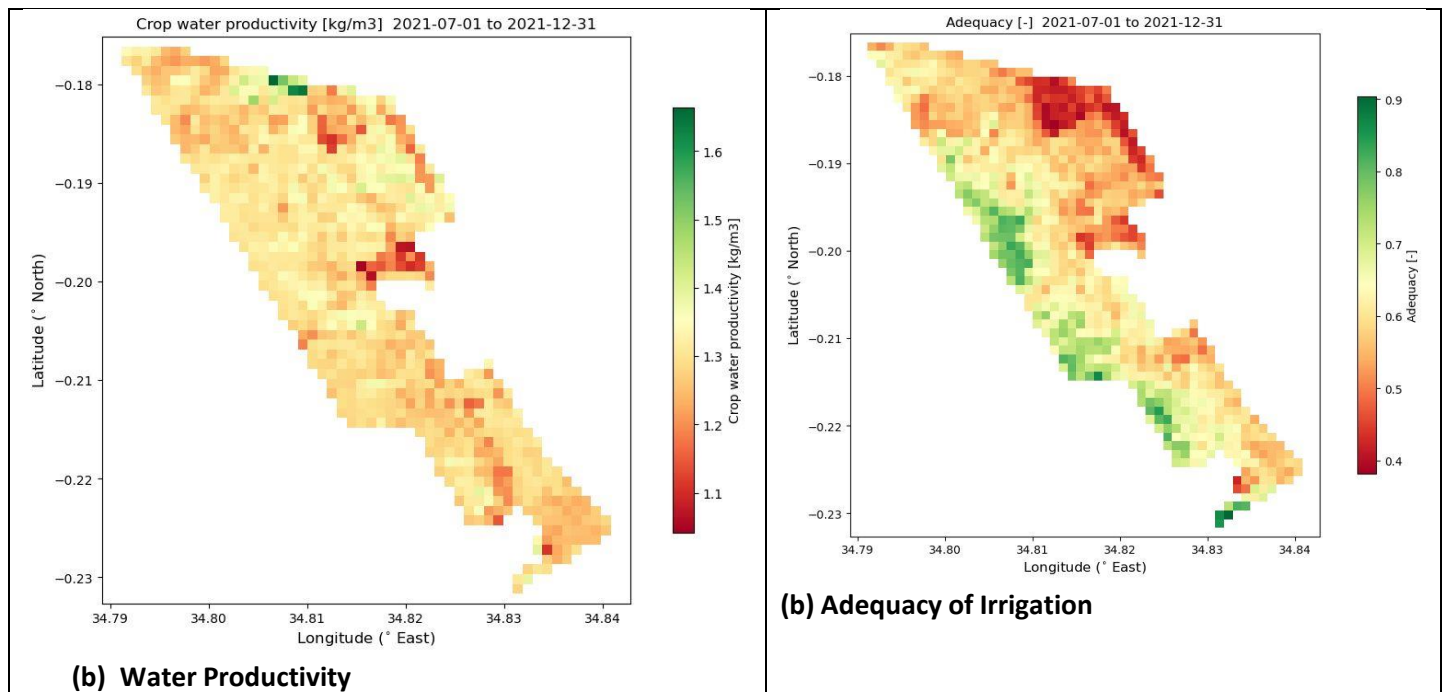 Crop water productivity [kg/m3] 2021-07-01 to 2021-12-31
−0.18
−0.19
−0.20
−0.21
−0.22
−0.23
Latitude (° North)
34.79 34.80 34.81 34.82 34.83 34.84
Longitude (° East)
1.6
1.5
1.4
1.3
1.2
1.1
Crop water productivity [kg/m3]
(b) Water Productivity
Adequacy [-] 2021-07-01 to 2021-12-31
−0.18
−0.19
−0.20
−0.21
−0.22
−0.23
Latitude (° North)
34.79 34.80 34.81 34.82 34.83 34.84
Longitude (° East)
0.9
0.8
0.7
0.6
0.5
0.4
Adequacy [-]
(b) Adequacy of Irrigation